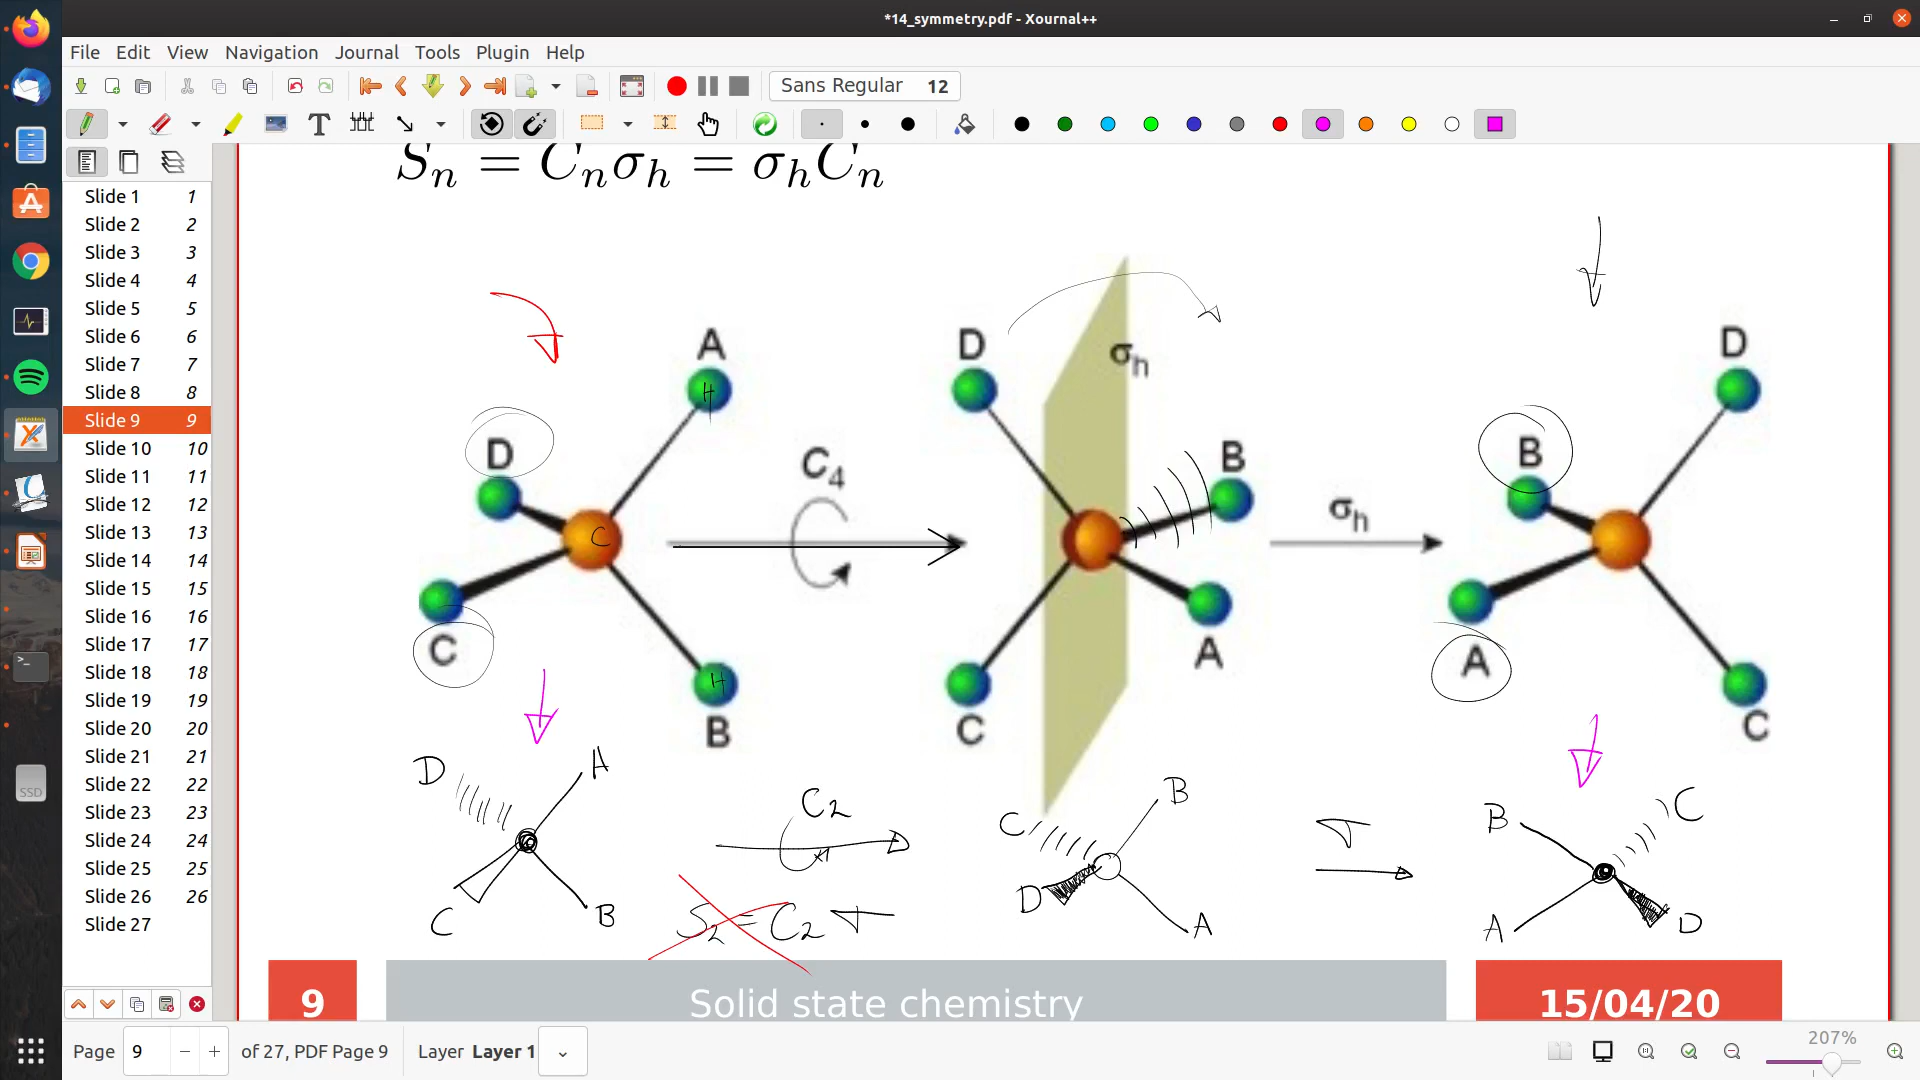 *14_symmetry.pdf - Xournal++
File Edit View Navigation Journal Tools Plugin Help
Sans Regular 12
Slide 1 1
Slide 2 2
Slide 3 3
Slide 4 4
Slide 5 5
Slide 6 6
Slide 7 7
Slide 8 8
Slide 9 9
Slide 10 10
Slide 11 11
Slide 12 12
Slide 13 13
Slide 14 14
Slide 15 15
Slide 16 16
Slide 17 17
Slide 18 18
Slide 19 19
Slide 20 20
Slide 21 21
Slide 22 22
Slide 23 23
Slide 24 24
Slide 25 25
Slide 26 26
Slide 27
SSD
Sₙ = Cₙσₕ = σₕCₙ
A D σₕ D
H
D C₄ B σₕ B
C
C A A
H
B C C
D A C₂ C B σ B C
C B S₂ = C₂ σ D A A D
9 Solid state chemistry 15/04/20
Page 9 of 27, PDF Page 9 Layer Layer 1 207%